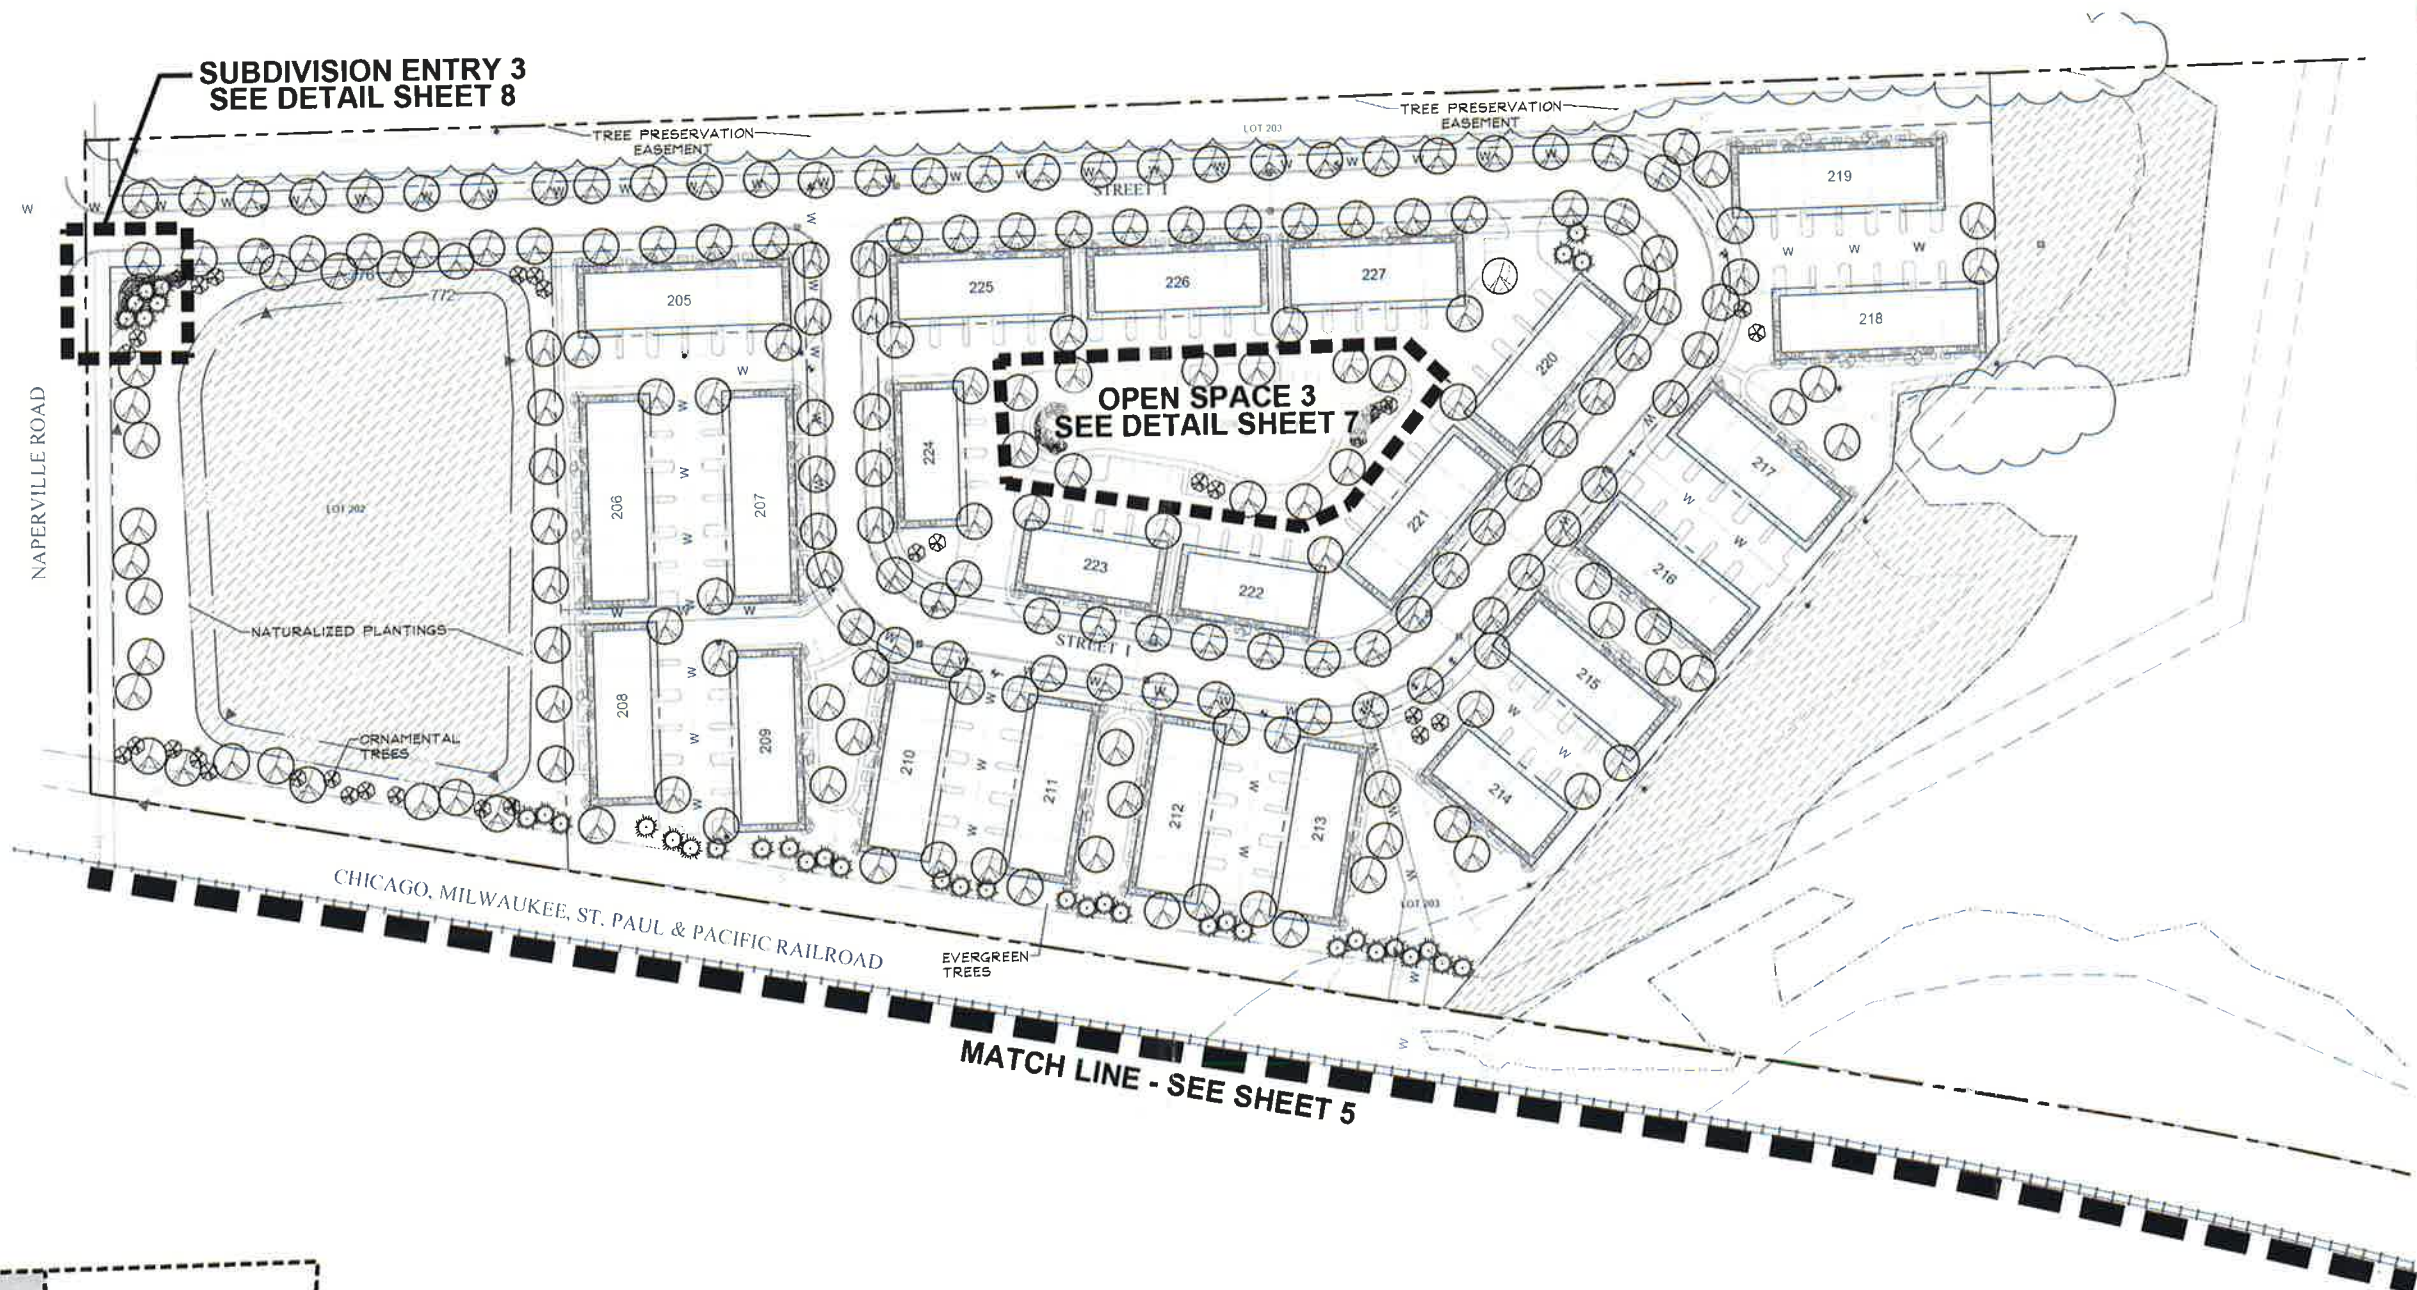 SUBDIVISION ENTRY 3
SEE DETAIL SHEET 8
TREE PRESERVATION
EASEMENT
LOT 203
TREE PRESERVATION
EASEMENT
STREET I
219
218
W
NAPERVILLE ROAD
772
205
225
226
227
220
OPEN SPACE 3
SEE DETAIL SHEET 7
224
206
207
221
217
216
LOT 202
223
222
STREET I
NATURALIZED PLANTINGS
215
214
208
209
210
211
212
213
ORNAMENTAL
TREES
LOT 203
CHICAGO, MILWAUKEE, ST. PAUL & PACIFIC RAILROAD
EVERGREEN
TREES
MATCH LINE - SEE SHEET 5